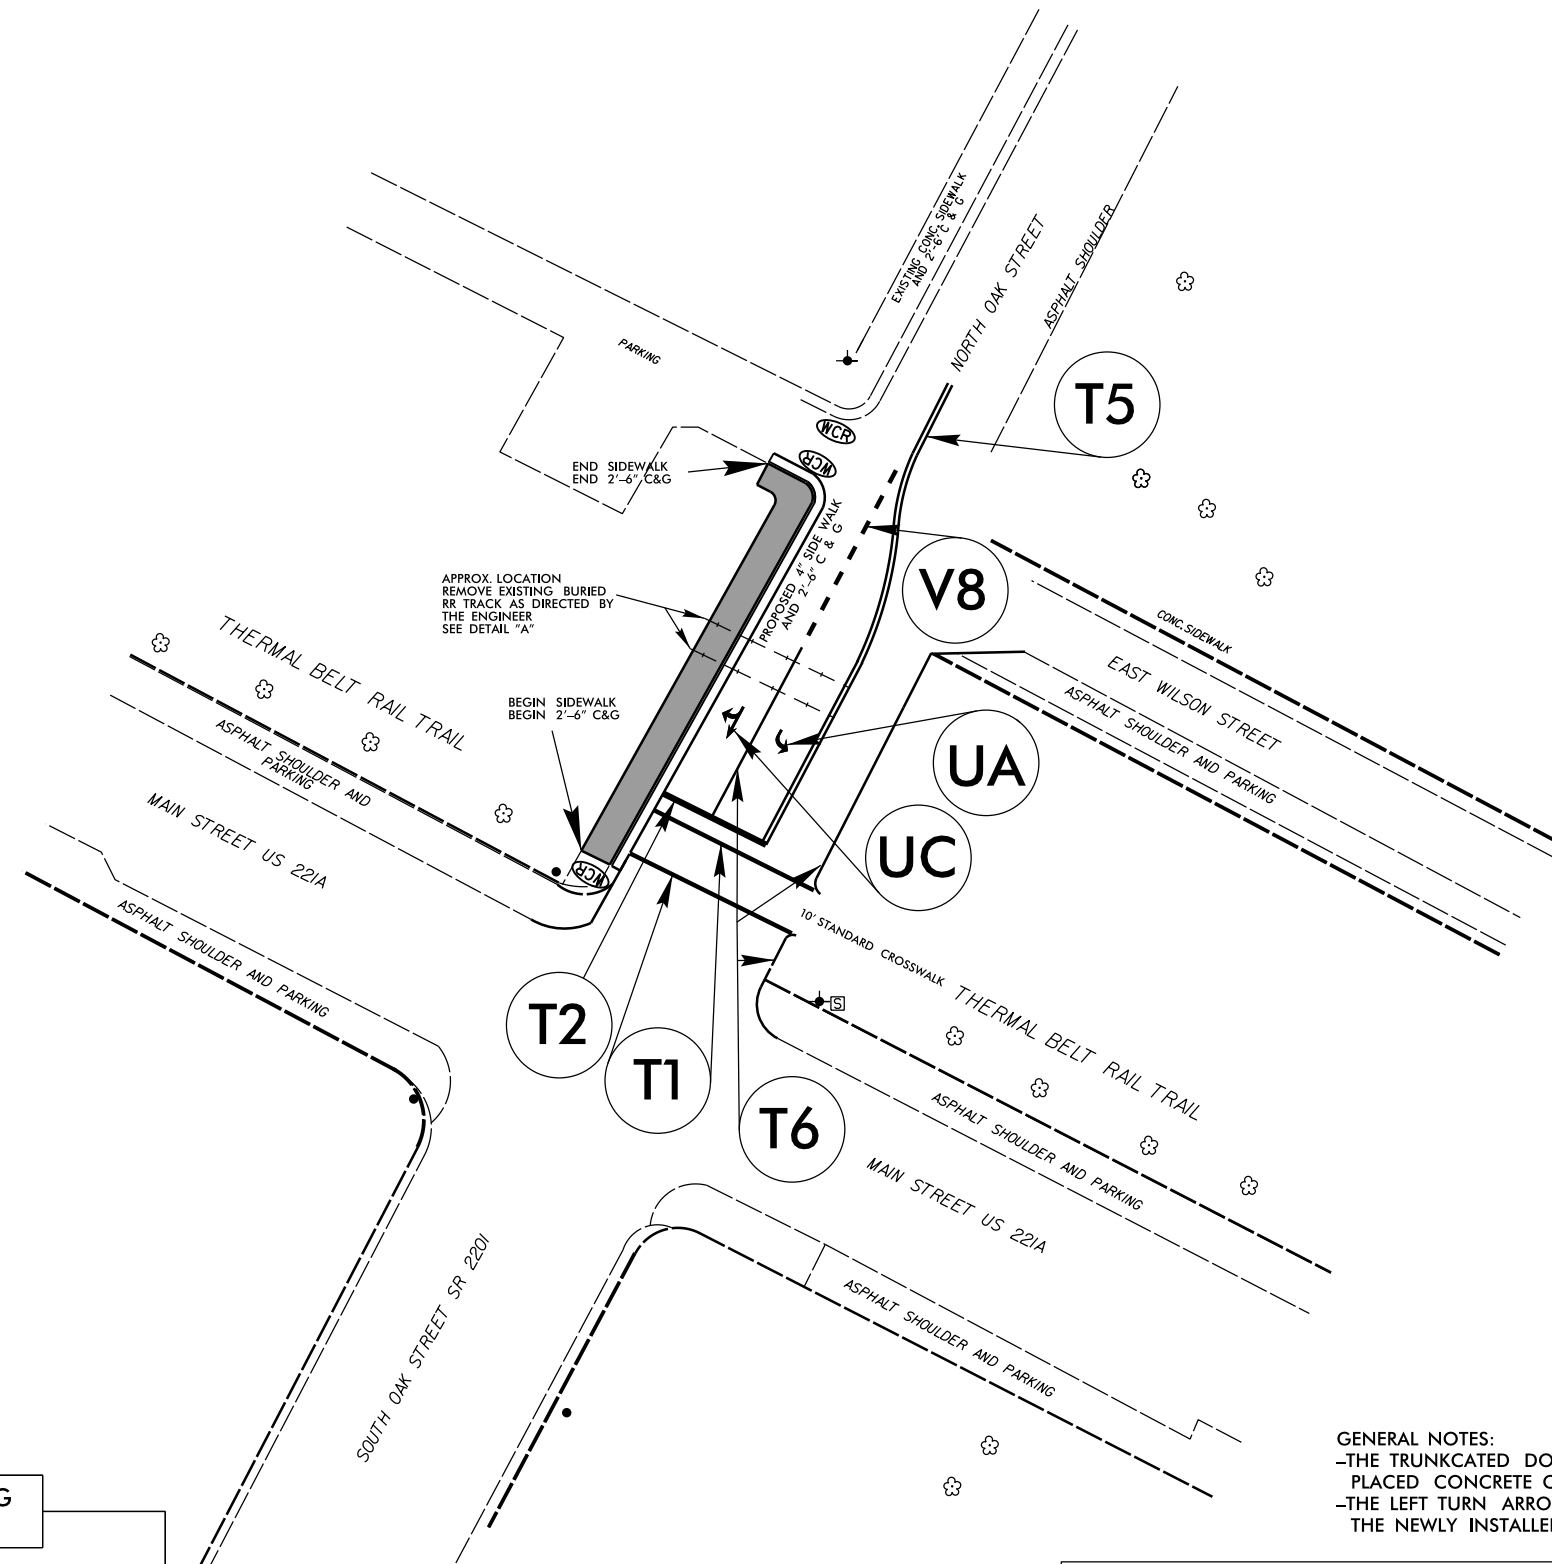 EXISTING CONC. SIDEWALK
AND 2'-6" C & G
NORTH OAK STREET
ASPHALT SHOULDER
PARKING
T5
WCR
WCR
END SIDEWALK
END 2'-6" C&G
PROPOSED 4" SIDE WALK
AND 2'-6" C & G
V8
APPROX. LOCATION
REMOVE EXISTING BURIED
RR TRACK AS DIRECTED BY
THE ENGINEER
SEE DETAIL "A"
CONC. SIDEWALK
EAST WILSON STREET
ASPHALT SHOULDER AND PARKING
THERMAL BELT RAIL TRAIL
BEGIN SIDEWALK
BEGIN 2'-6" C&G
ASPHALT SHOULDER AND
PARKING
MAIN STREET US 221A
UA
UC
WCR
ASPHALT SHOULDER AND PARKING
10' STANDARD CROSSWALK
THERMAL BELT RAIL TRAIL
S
T2
T1
T6
ASPHALT SHOULDER AND PARKING
MAIN STREET US 221A
ASPHALT SHOULDER AND PARKING
SOUTH OAK STREET SR 2201
GENERAL NOTES:
-THE TRUNKCATED DO
PLACED CONCRETE C
-THE LEFT TURN ARRO
THE NEWLY INSTALLE
G